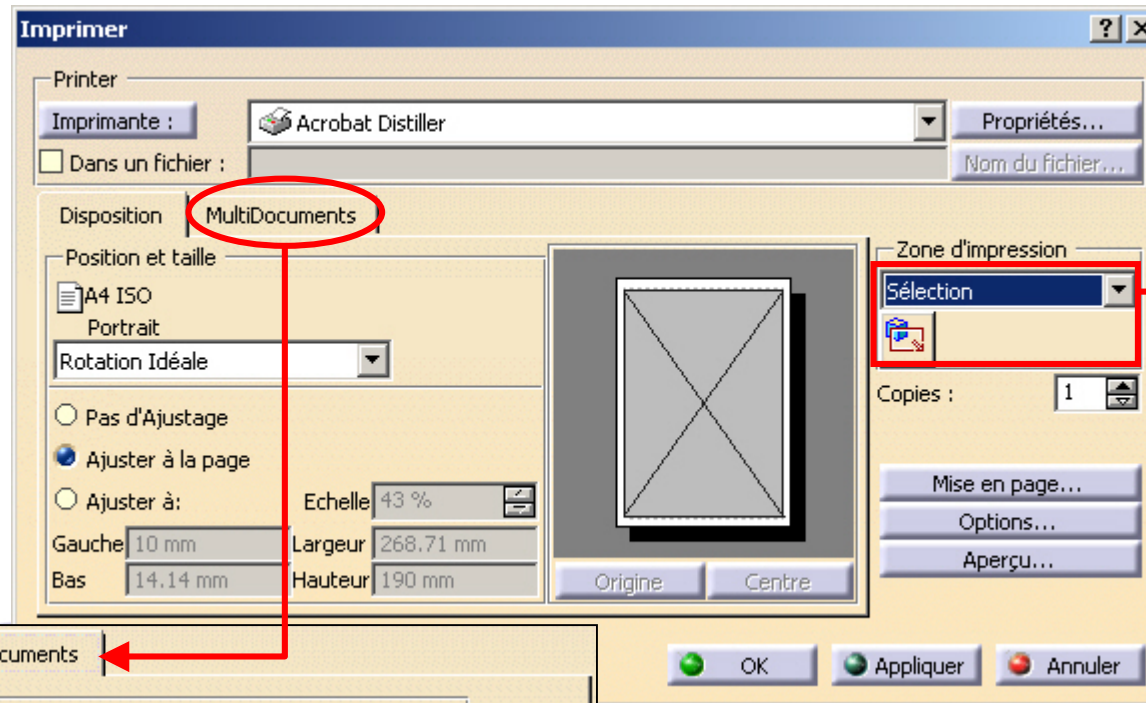 Imprimer
Printer
Imprimante :
Acrobat Distiller
Propriétés...
Dans un fichier :
Nom du fichier...
Disposition
MultiDocuments
Position et taille
A4 ISO
Portrait
Rotation Idéale
Pas d'Ajustage
Ajuster à la page
Ajuster à:
Echelle 43 %
Gauche 10 mm
Largeur 268.71 mm
Bas 14.14 mm
Hauteur 190 mm
Origine
Centre
Zone d'impression
Sélection
Copies : 1
Mise en page...
Options...
Aperçu...
OK
Appliquer
Annuler
cuments